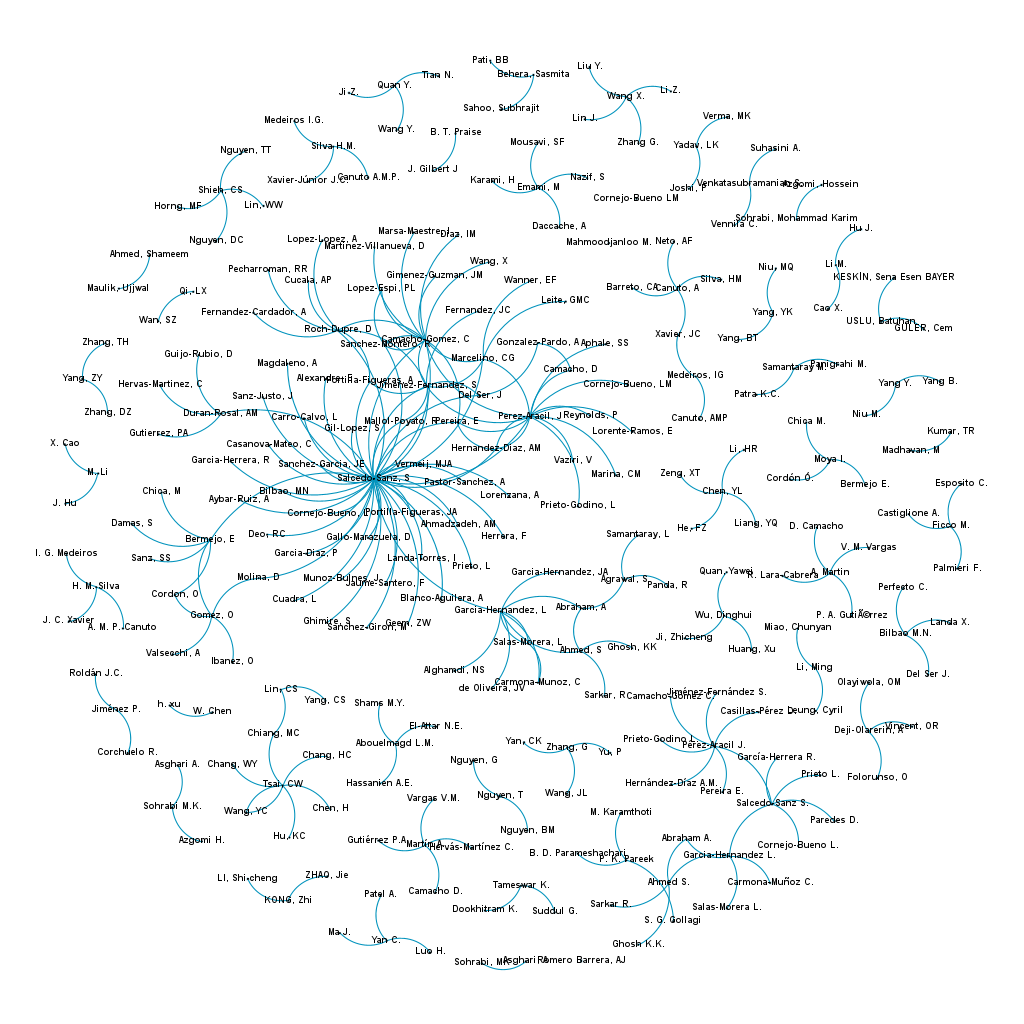 Pati, BB
Liu Y.
Behera, Sasmita
Tian N.
Quan Y.
Ji Z.
Li Z.
Wang X.
Sahoo, Subhrajit
Lin J.
Verma, MK
Medeiros I.G.
Wang Y.
B. T. Praise
Mousavi, SF
Zhang G.
Yadav, LK
Silva H.M.
Nguyen, TT
Suhasini A.
J. Gilbert J
Canuto A.M.P.
Nazif, S
Xavier-Júnior J.C.
Karami, H
Emami, M
Joshi, P
Venkatasubramanian S.
Azgomi, Hossein
Shieh, CS
Cornejo-Bueno LM
Horng, MF
Lin, WW
Sohrabi, Mohammad Karim
Vennila C.
Daccache, A
Hu J.
Marsa-Maestre, I
Diaz, IM
Nguyen, DC
Lopez-Lopez, A
Mahmoodjanloo M.
Neto, AF
Martinez-Villanueva, D
Ahmed, Shameem
Wang, X
Li M.
Pecharroman, RR
Niu, MQ
Gimenez-Guzman, JM
KESKİN, Sena Esen BAYER
Cucala, AP
Wanner, EF
Silva, HM
Maulik, Ujjwal
Lopez-Espi, PL
Barreto, CA
Canuto, A
Qi, LX
Leite, GMC
Cao X.
Fernandez, JC
Fernandez-Cardador, A
Yang, YK
Wan, SZ
USLU, Batuhan
GÜLER, Cem
Roch-Dupre, D
Xavier, JC
Camacho-Gomez, C
Yang, BT
Zhang, TH
Gonzalez-Pardo, A
Aphale, SS
Guijo-Rubio, D
Marcelino, CG
Magdaleno, A
Panigrahi M.
Samantaray M.
Camacho, D
Medeiros, IG
Yang, ZY
Alexandre, E
Portilla-Figueras, A
Yang B.
Hervas-Martinez, C
Jiménez-Fernandez, S
Cornejo-Bueno, LM
Yang Y.
Patra K.C.
Del Ser, J
Sanz-Justo, J
Zhang, DZ
Duran-Rosal, AM
Niu M.
Perez-Aracil, J
Reynolds, P
Carro-Calvo, L
Canuto, AMP
Mallol-Poyato, R
Pereira, E
Chica M.
Gil-Lopez, S
Lorente-Ramos, E
Kumar, TR
Gutierrez, PA
X. Cao
Casanova-Mateo, C
Hernandez-Diaz, AM
Li, HR
Madhavan, M
Garcia-Herrera, R
Moya I.
Vaziri, V
Sanchez-Garcia, JE
Vermeij, MJA
M. Li
Zeng, XT
Marina, CM
Salcedo-Sanz, S
Cordón Ó.
Pastor-Sanchez, A
Bermejo E.
Esposito C.
Chica, M
Bilbao, MN
Chen, YL
Lorenzana, A
Aybar-Ruiz, A
J. Hu
Prieto-Godino, L
Portilla-Figueras, JA
Castiglione A.
Dames, S
Ahmadzadeh, AM
Liang, YQ
Ficco M.
D. Camacho
He, FZ
Deo, RC
Samantaray, L
Herrera, F
Gallo-Marazuela, D
Bermejo, E
V. M. Vargas
I. G. Medeiros
Garcia-Diaz, P
Sanz, SS
Landa-Torres, I
Prieto, L
Palmieri F.
Garcia-Hernandez, JA
Quan, Yawei
A. Martin
R. Lara-Cabrera
Molina, D
Munoz-Bulnes, J
Agrawal, S
Jaume-Santero, F
Panda, R
H. M. Silva
Perfecto C.
Cordon, O
Cuadra, L
Blanco-Aguilera, A
Abraham, A
Garcia-Hernandez, L
Gomez, O
Wu, Dinghui
J. C. Xavier
Ghimire, S
Geem, ZW
Landa X.
A. M. P. Canuto
Sanchez-Giron, M
Miao, Chunyan
Bilbao M.N.
Ji, Zhicheng
Salas-Morera, L
Ghosh, KK
Ahmed, S
Huang, Xu
Valsecchi, A
Ibanez, O
Li, Ming
Alghamdi, NS
Roldán J.C.
Del Ser J.
Carmona-Munoz, C
Olayiwola, OM
de Oliveira, JV
Lin, CS
Jiménez-Fernández S.
Sarkar, R
Camacho-Gómez C.
Yang, CS
Shams M.Y.
h. xu
Jiménez P.
W. Chen
Casillas-Pérez D.
Leung, Cyril
Vincent, OR
El-Attar N.E.
Deji-Olarerin, A
Chiang, MC
Prieto-Godino L.
Yan, CK
Abouelmagd L.M.
Pérez-Aracil J.
Zhang, G
Yu, P
Corchuelo R.
Chang, HC
García-Herrera R.
Nguyen, G
Asghari A.
Chang, WY
Prieto L.
Folorunso, O
Hassanien A.E.
Tsai, CW
Hernández-Díaz A.M.
Pereira E.
Wang, JL
Nguyen, T
Vargas V.M.
Salcedo-Sanz S.
Sohrabi M.K.
Chen, H
Wang, YC
M. Karamthoti
Paredes D.
Nguyen, BM
Hu, KC
Abraham A.
Azgomi H.
Gutiérrez P.A.
Martín A.
Hervás-Martínez C.
Cornejo-Bueno L.
B. D. Parameshachari
Garcia-Hernandez L.
P. K. Pareek
ZHAO, Jie
LI, Shi-cheng
Ahmed S.
Carmona-Muñoz C.
Tameswar K.
Camacho D.
Patel A.
KONG, Zhi
Sarkar R.
Salas-Morera L.
Dookhitram K.
Suddul G.
S. G. Gollagi
Ma J.
Yan C.
Ghosh K.K.
Luo H.
Sohrabi, MK
Romero Barrera, AJ